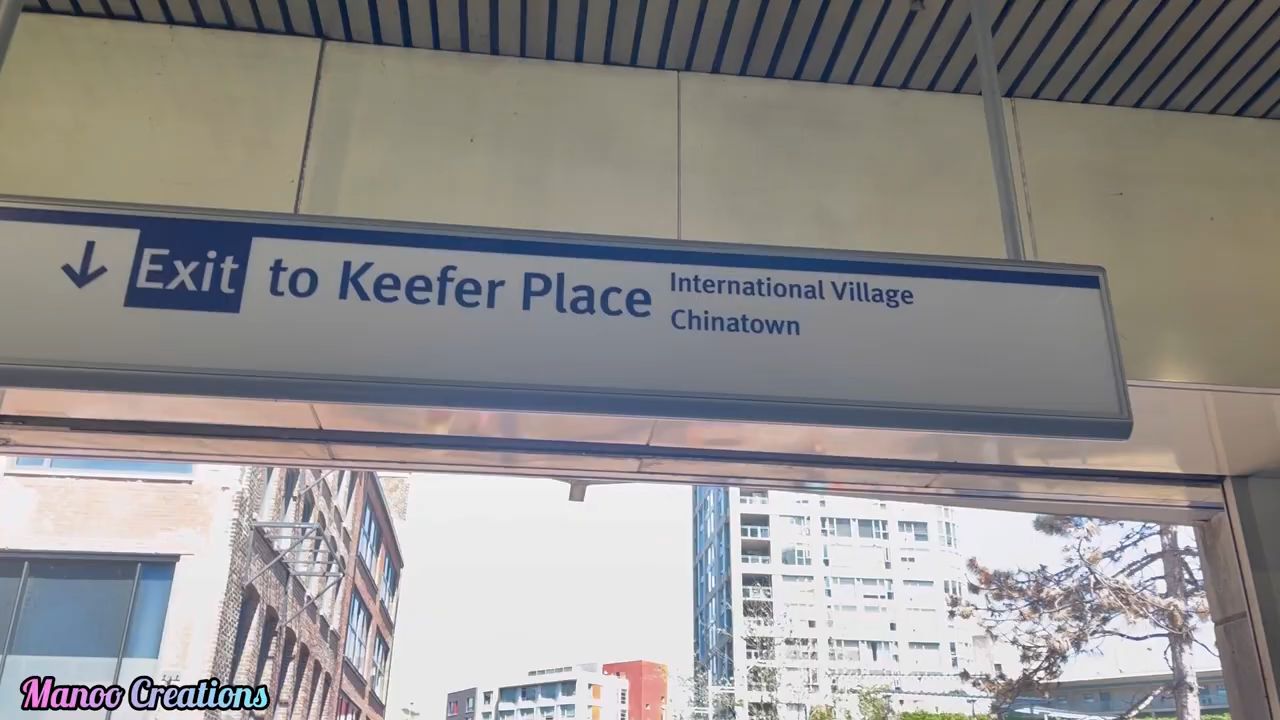 Exit to Keefer Place
International Village
Chinatown
Manoo Creations